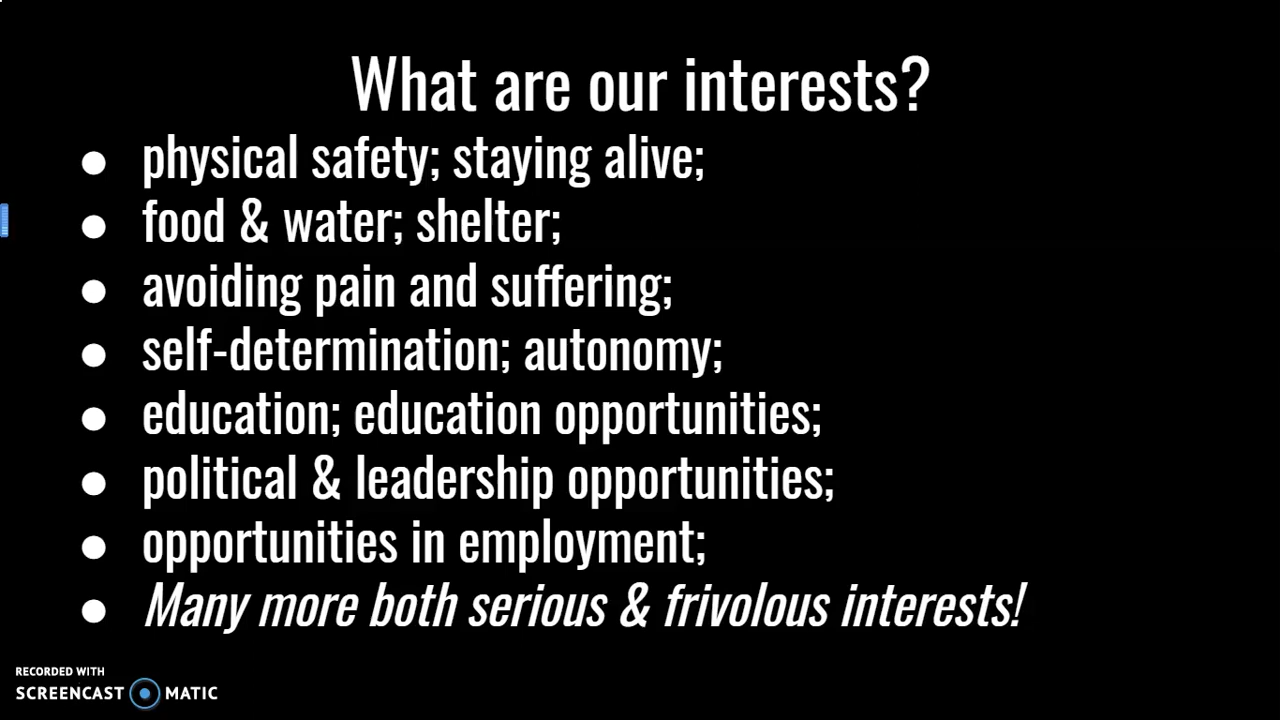 What are our interests?
● physical safety; staying alive;
● food & water; shelter;
● avoiding pain and suffering;
● self-determination; autonomy;
● education; education opportunities;
● political & leadership opportunities;
● opportunities in employment;
● Many more both serious & frivolous interests!
RECORDED WITH
SCREENCAST MATIC